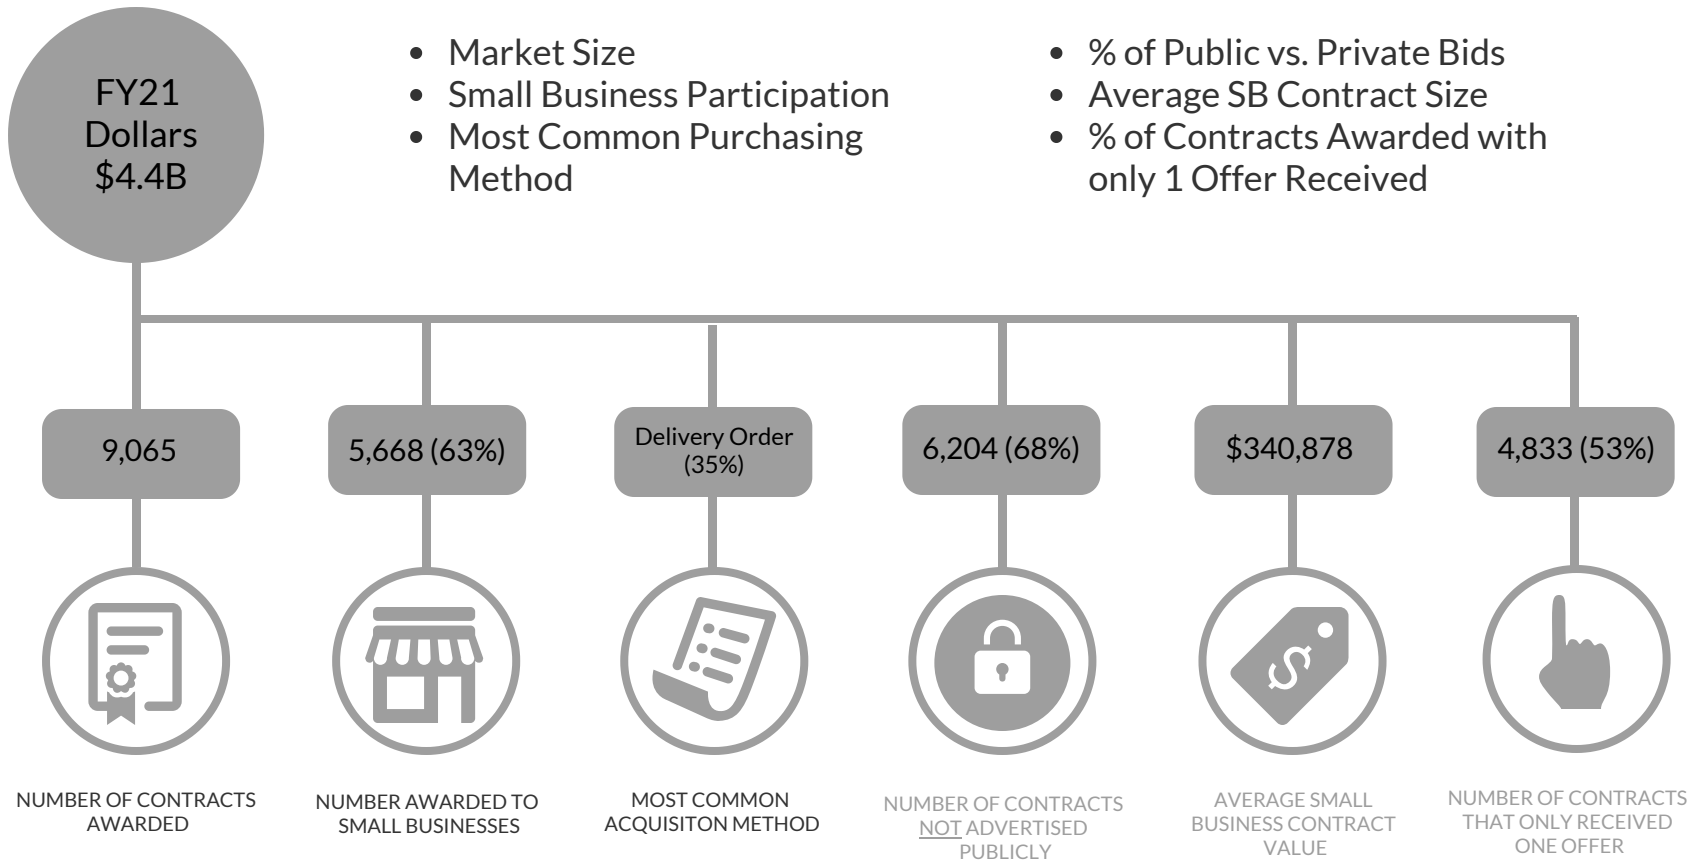 FY21
Dollars
$4.4B
• Market Size
• Small Business Participation
• Most Common Purchasing
Method
• % of Public vs. Private Bids
• Average SB Contract Size
• % of Contracts Awarded with
only 1 Offer Received
9,065
5,668 (63%)
Delivery Order
(35%)
6,204 (68%)
$340,878
4,833 (53%)
$
NUMBER OF CONTRACTS
AWARDED
NUMBER AWARDED TO
SMALL BUSINESSES
MOST COMMON
ACQUISITON METHOD
NUMBER OF CONTRACTS
NOT ADVERTISED
PUBLICLY
AVERAGE SMALL
BUSINESS CONTRACT
VALUE
NUMBER OF CONTRACTS
THAT ONLY RECEIVED
ONE OFFER